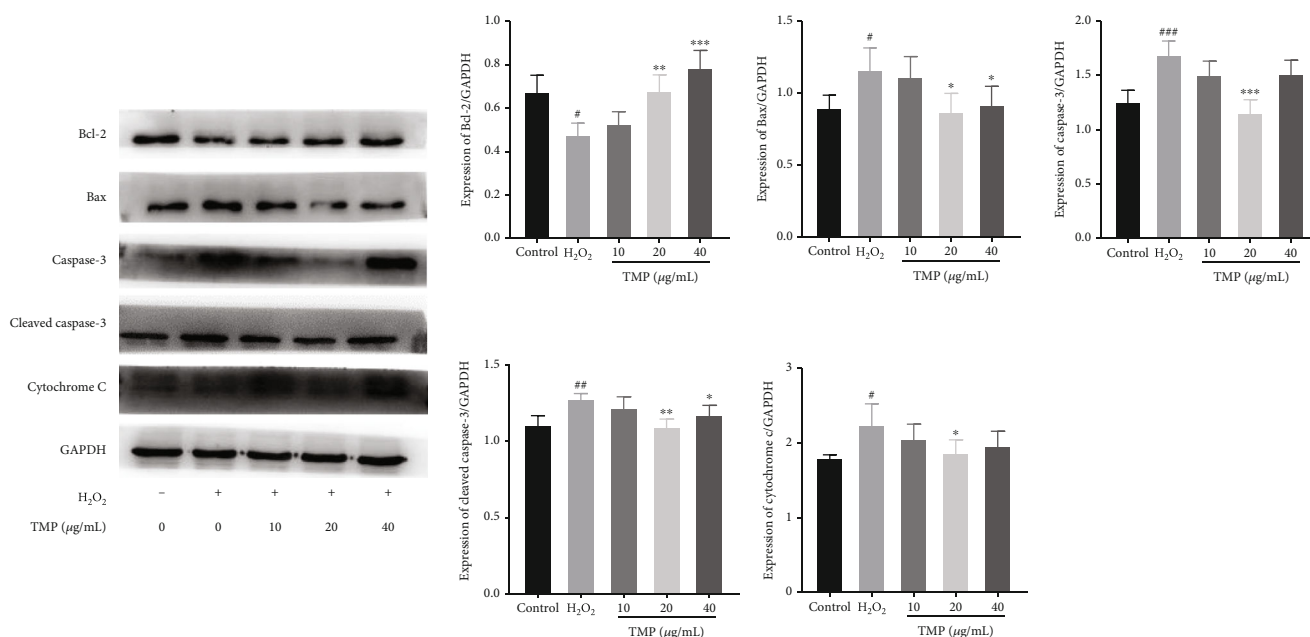 Bcl-2
Bax
Caspase-3
Cleaved caspase-3
Cytochrome C
GAPDH
H₂O₂ – + + + +
TMP (μg/mL) 0 0 10 20 40
Expression of Bcl-2/GAPDH
1.0
0.8
0.6
0.4
0.2
0.0
#
**
***
Control H₂O₂ 10 20 40
TMP (μg/mL)
Expression of Bax/GAPDH
1.5
1.0
0.5
0.0
#
*
*
Control H₂O₂ 10 20 40
TMP (μg/mL)
Expression of caspase-3/GAPDH
2.0
1.5
1.0
0.5
0.0
###
***
Control H₂O₂ 10 20 40
TMP (μg/mL)
Expression of cleaved caspase-3/GAPDH
1.5
1.0
0.5
0.0
##
**
*
Control H₂O₂ 10 20 40
TMP (μg/mL)
Expression of cytochrome c/GAPDH
3
2
1
0
#
*
Control H₂O₂ 10 20 40
TMP (μg/mL)